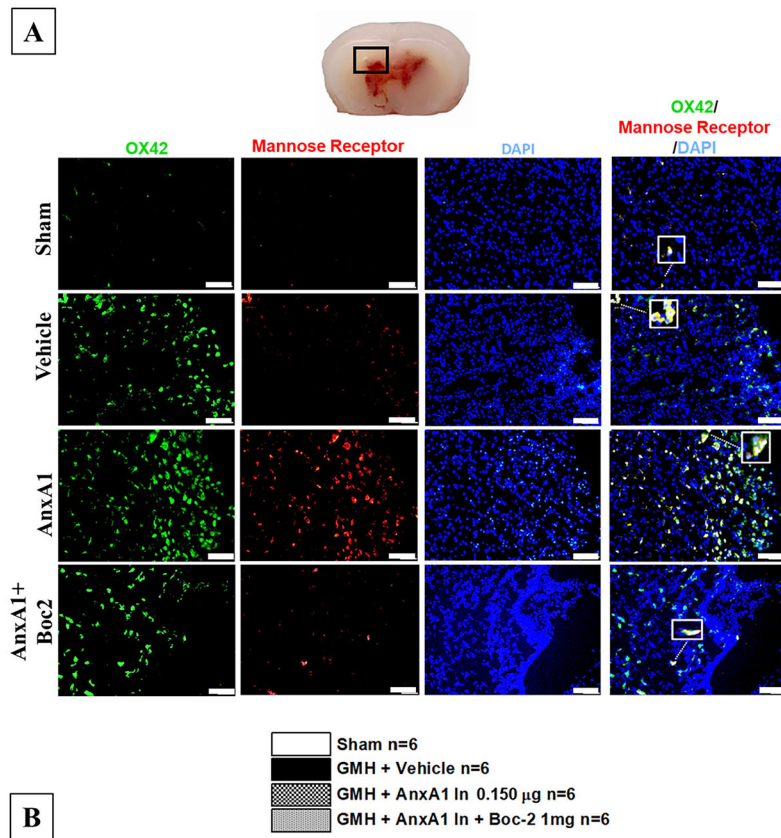 A
OX42
Mannose Receptor
DAPI
OX42/
Mannose Receptor
/DAPI
Sham
Vehicle
AnxA1
AnxA1+
Boc2
Sham n=6
GMH + Vehicle n=6
GMH + AnxA1 In 0.150 µg n=6
GMH + AnxA1 In + Boc-2 1mg n=6
B